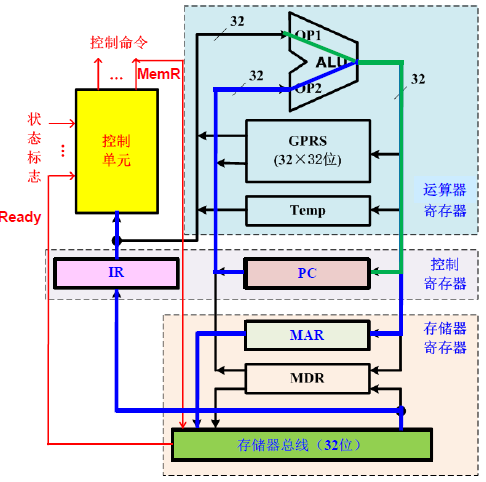 控制命令
32
OP1
...
MemR
ALU
32
OP2
32
状态标志
⋮
控制
单元
GPRS
(32×32位)
运算器
寄存器
Temp
Ready
IR
PC
控制
寄存器
MAR
存储器
寄存器
MDR
存储器总线（32位）